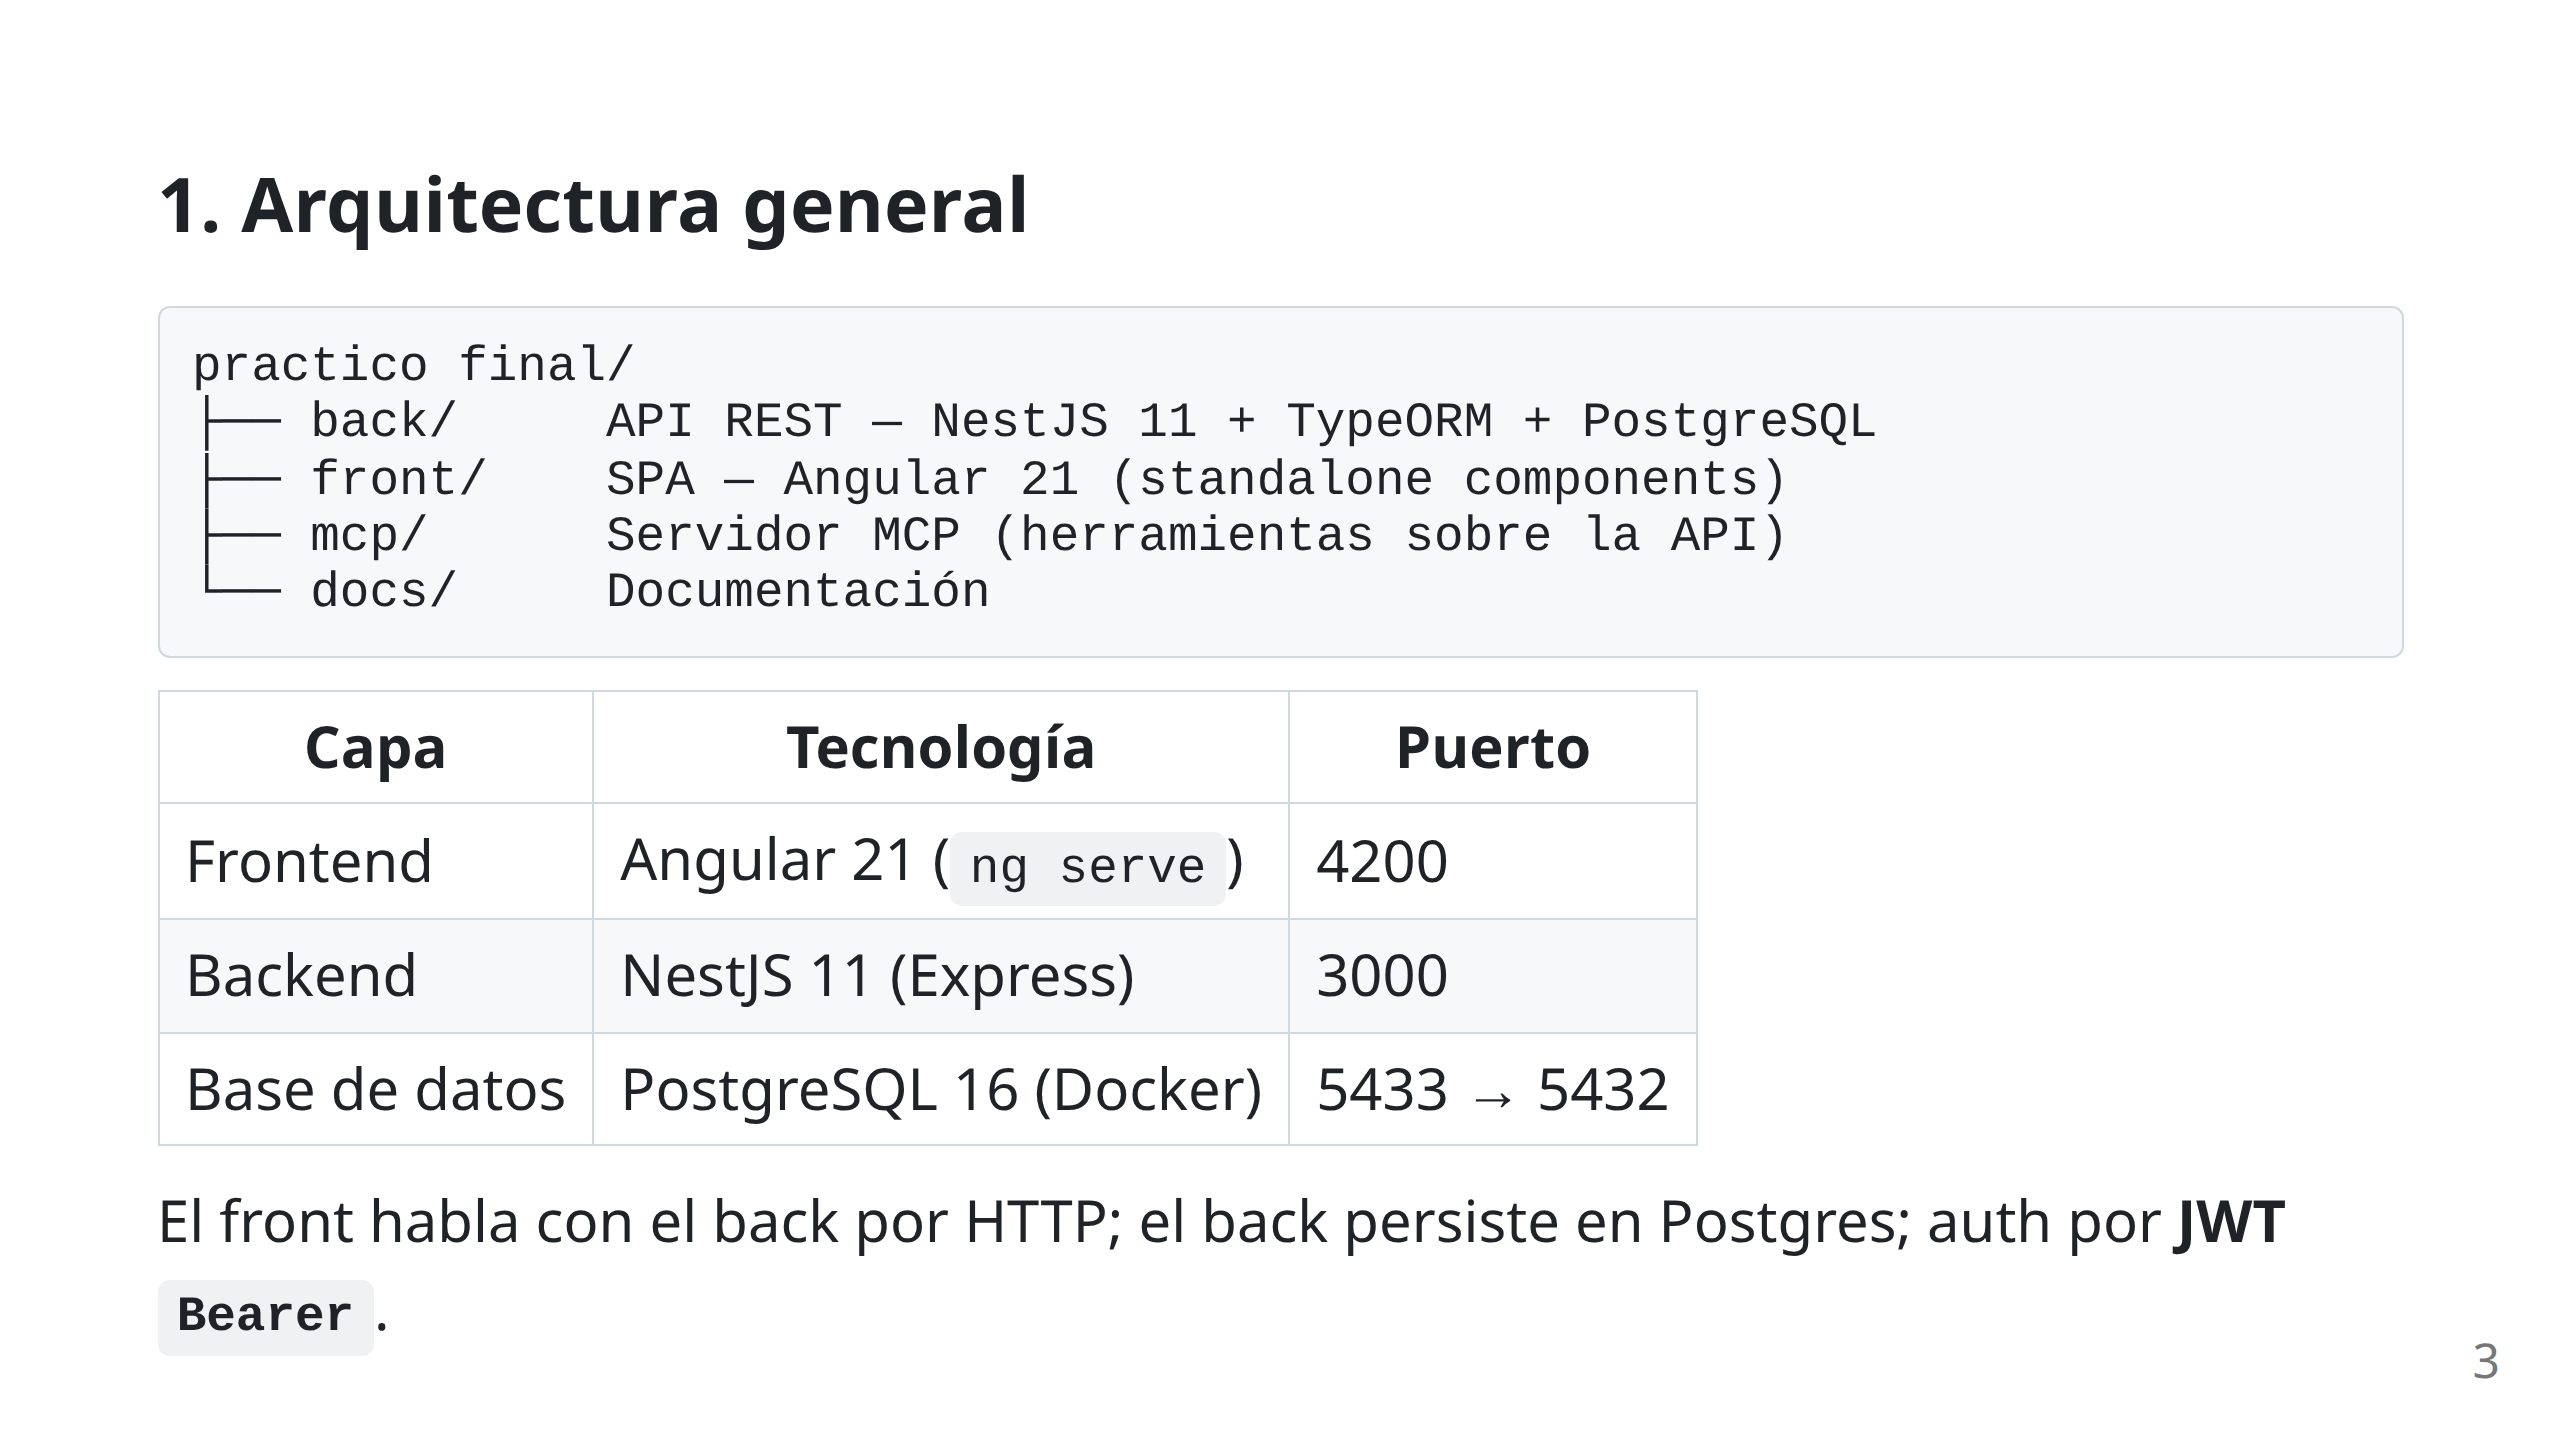 1. Arquitectura general
practico final/
├── back/     API REST — NestJS 11 + TypeORM + PostgreSQL
├── front/    SPA — Angular 21 (standalone components)
├── mcp/      Servidor MCP (herramientas sobre la API)
└── docs/     Documentación
Capa Tecnología Puerto
Frontend Angular 21 (ng serve) 4200
Backend NestJS 11 (Express) 3000
Base de datos PostgreSQL 16 (Docker) 5433 → 5432
El front habla con el back por HTTP; el back persiste en Postgres; auth por JWT
Bearer.
3